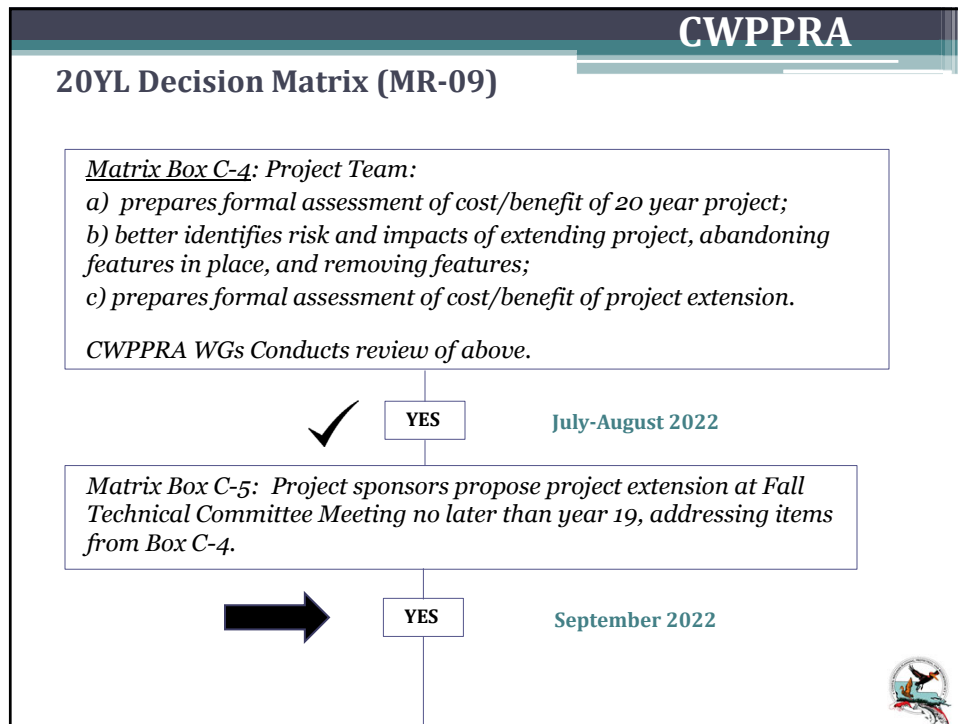 CWPPRA
20YL Decision Matrix (MR-09)
Matrix Box C-4: Project Team:
a) prepares formal assessment of cost/benefit of 20 year project;
b) better identifies risk and impacts of extending project, abandoning
features in place, and removing features;
c) prepares formal assessment of cost/benefit of project extension.
CWPPRA WGs Conducts review of above.
YES July-August 2022
Matrix Box C-5: Project sponsors propose project extension at Fall
Technical Committee Meeting no later than year 19, addressing items
from Box C-4.
YES September 2022